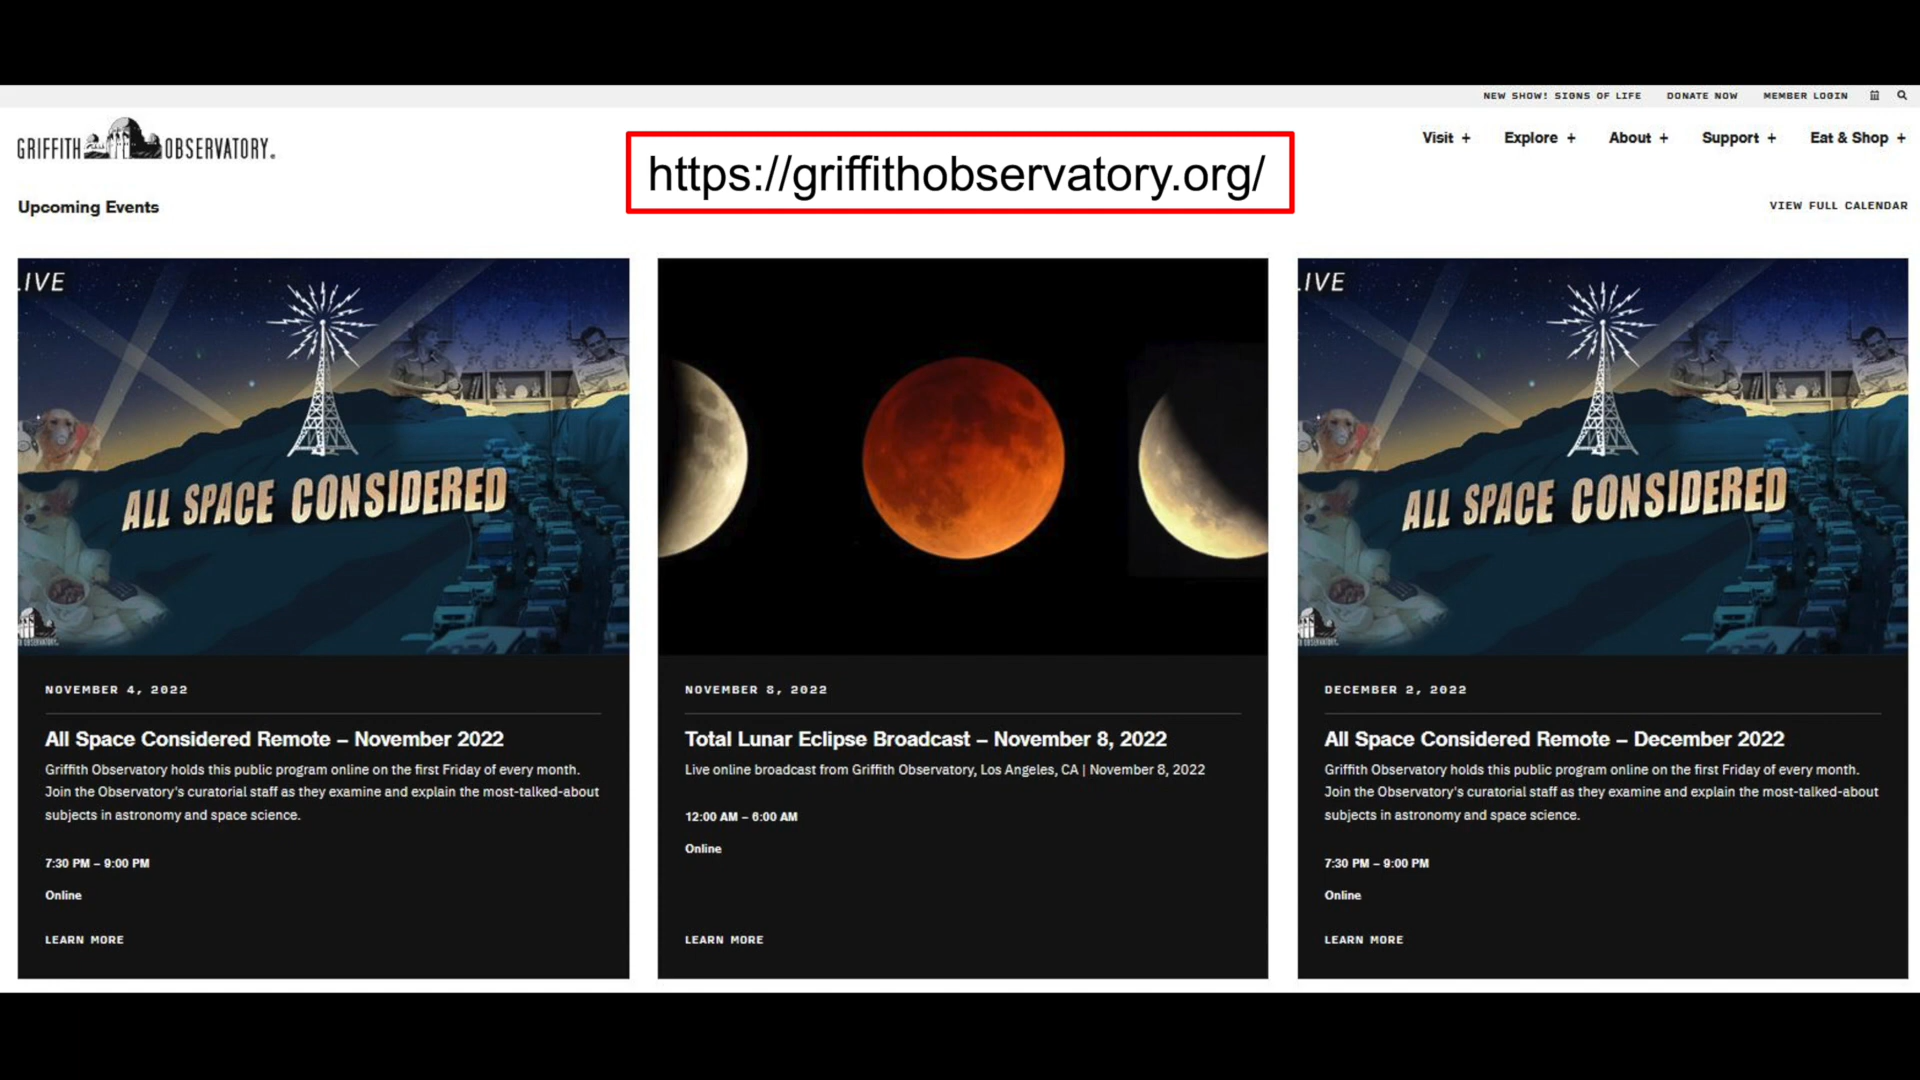 NEW SHOW! SIGNS OF LIFE DONATE NOW MEMBER LOGIN
GRIFFITH OBSERVATORY.
https://griffithobservatory.org/
Visit + Explore + About + Support + Eat & Shop +
Upcoming Events
VIEW FULL CALENDAR
IVE
ALL SPACE CONSIDERED
NOVEMBER 4, 2022
All Space Considered Remote – November 2022
Griffith Observatory holds this public program online on the first Friday of every month.
Join the Observatory's curatorial staff as they examine and explain the most-talked-about
subjects in astronomy and space science.
7:30 PM – 9:00 PM
Online
LEARN MORE
NOVEMBER 8, 2022
Total Lunar Eclipse Broadcast – November 8, 2022
Live online broadcast from Griffith Observatory, Los Angeles, CA | November 8, 2022
12:00 AM – 6:00 AM
Online
LEARN MORE
IVE
ALL SPACE CONSIDERED
DECEMBER 2, 2022
All Space Considered Remote – December 2022
Griffith Observatory holds this public program online on the first Friday of every month.
Join the Observatory's curatorial staff as they examine and explain the most-talked-about
subjects in astronomy and space science.
7:30 PM – 9:00 PM
Online
LEARN MORE